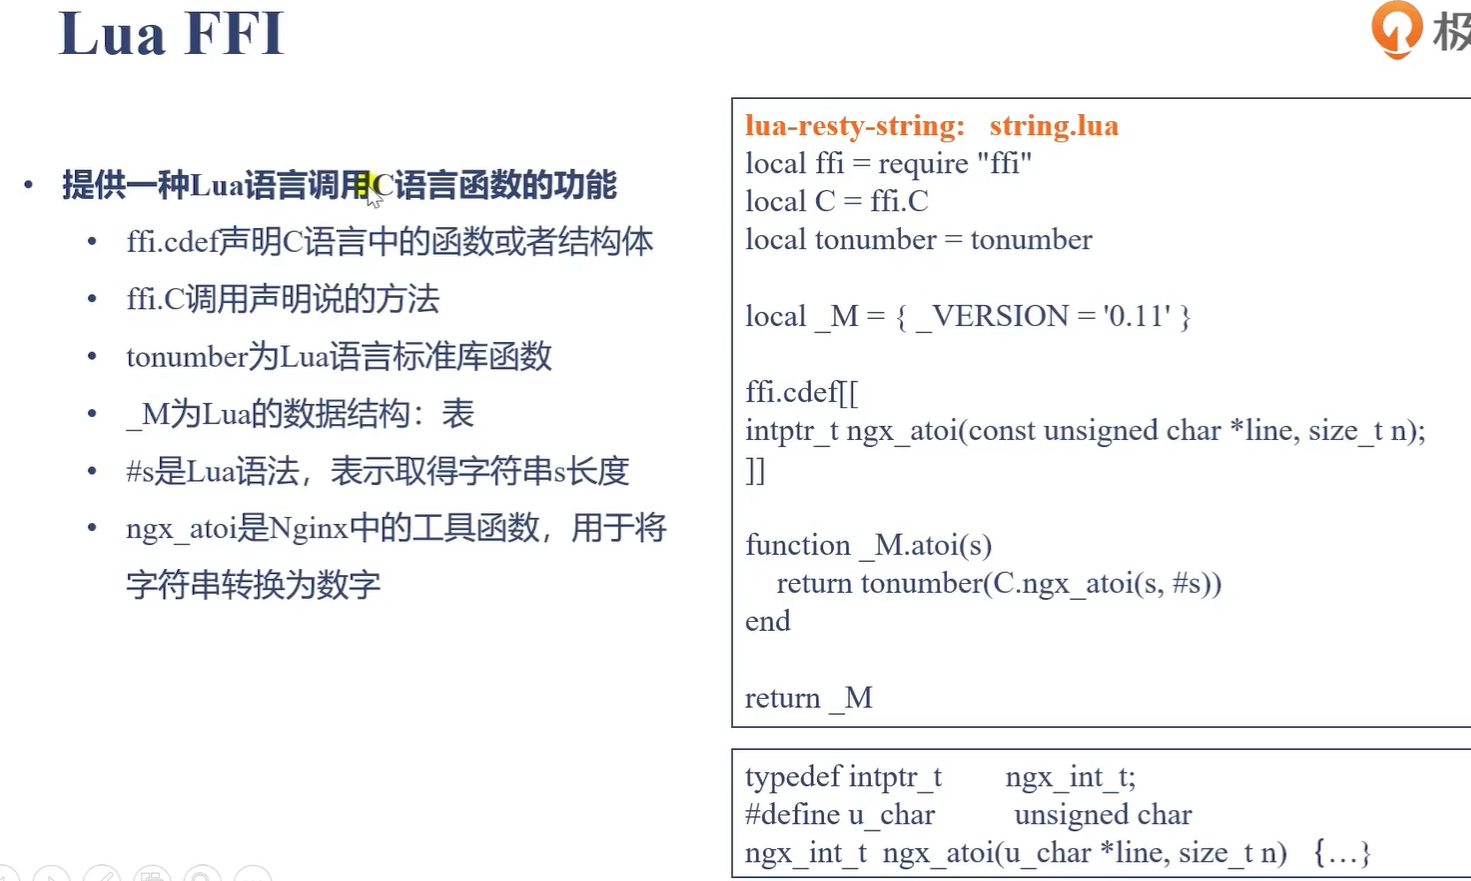 Lua FFI
极
提供一种Lua语言调用C语言函数的功能
ffi.cdef声明C语言中的函数或者结构体
ffi.C调用声明说的方法
tonumber为Lua语言标准库函数
_M为Lua的数据结构：表
#s是Lua语法，表示取得字符串s长度
ngx_atoi是Nginx中的工具函数，用于将
字符串转换为数字
lua-resty-string: string.lua
local ffi = require "ffi"
local C = ffi.C
local tonumber = tonumber
local _M = { _VERSION = '0.11' }
ffi.cdef[[
intptr_t ngx_atoi(const unsigned char *line, size_t n);
]]
function _M.atoi(s)
return tonumber(C.ngx_atoi(s, #s))
end
return _M
typedef intptr_t ngx_int_t;
#define u_char unsigned char
ngx_int_t ngx_atoi(u_char *line, size_t n) {…}